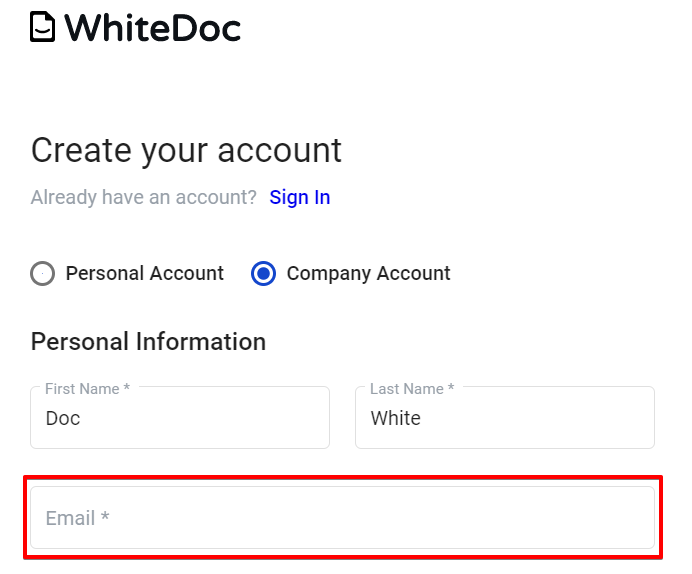 WhiteDoc
Create your account
Already have an account? Sign In
Personal Account Company Account
Personal Information
First Name * Last Name *
Doc White
Email *